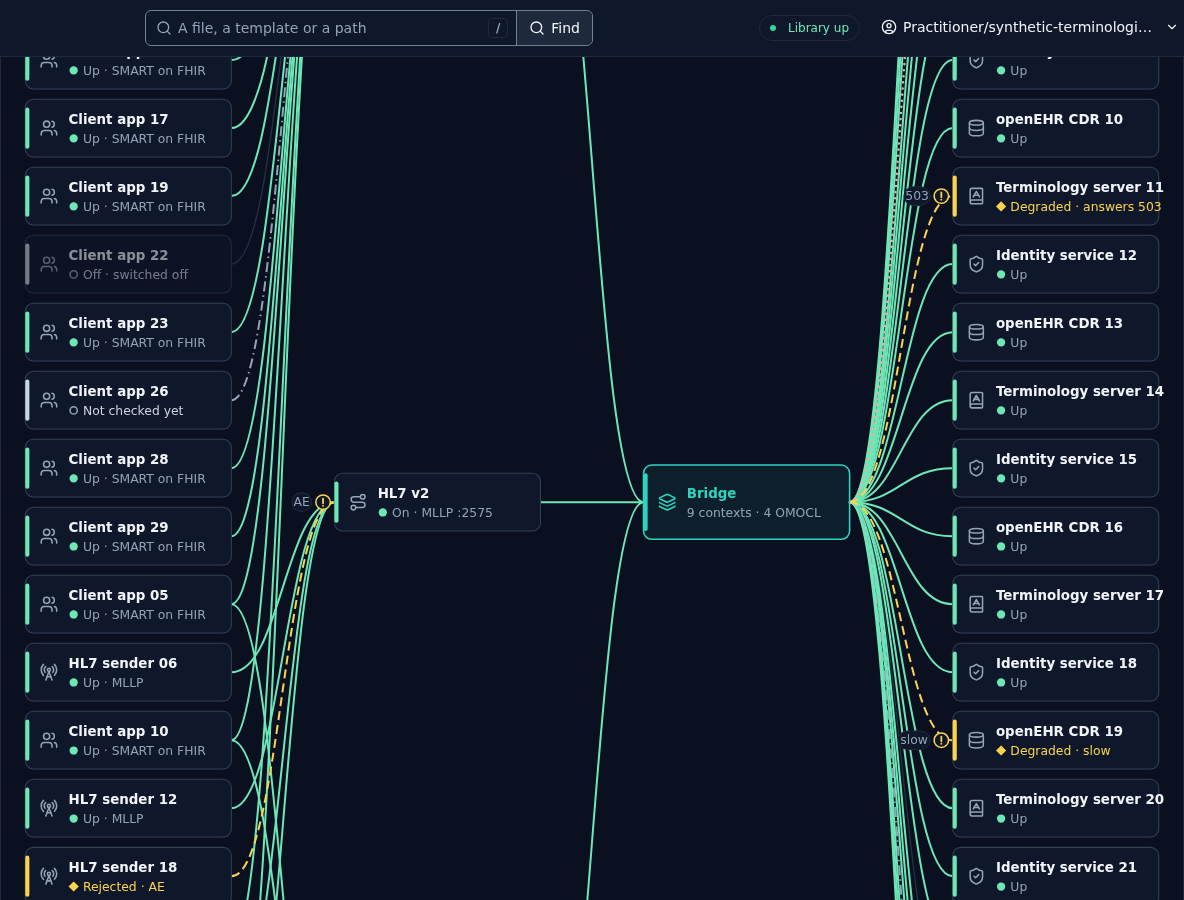 A file, a template or a path
/
Find
Library up
Practitioner/synthetic-terminologi…
Up · SMART on FHIR
Client app 17
Up · SMART on FHIR
Client app 19
Up · SMART on FHIR
Client app 22
Off · switched off
Client app 23
Up · SMART on FHIR
Client app 26
Not checked yet
Client app 28
Up · SMART on FHIR
Client app 29
Up · SMART on FHIR
Client app 05
Up · SMART on FHIR
HL7 sender 06
Up · MLLP
Client app 10
Up · SMART on FHIR
HL7 sender 12
Up · MLLP
HL7 sender 18
Rejected · AE
AE
HL7 v2
On · MLLP :2575
Bridge
9 contexts · 4 OMOCL
Up
openEHR CDR 10
Up
503
Terminology server 11
Degraded · answers 503
Identity service 12
Up
openEHR CDR 13
Up
Terminology server 14
Up
Identity service 15
Up
openEHR CDR 16
Up
Terminology server 17
Up
Identity service 18
Up
slow
openEHR CDR 19
Degraded · slow
Terminology server 20
Up
Identity service 21
Up